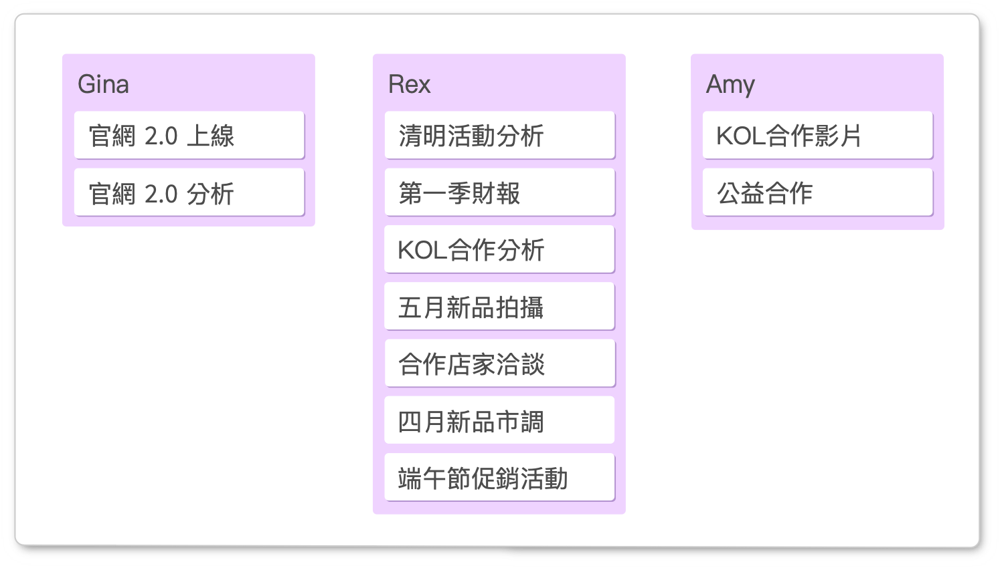 Gina
官網 2.0 上線
官網 2.0 分析
Rex
清明活動分析
第一季財報
KOL合作分析
五月新品拍攝
合作店家洽談
四月新品市調
端午節促銷活動
Amy
KOL合作影片
公益合作